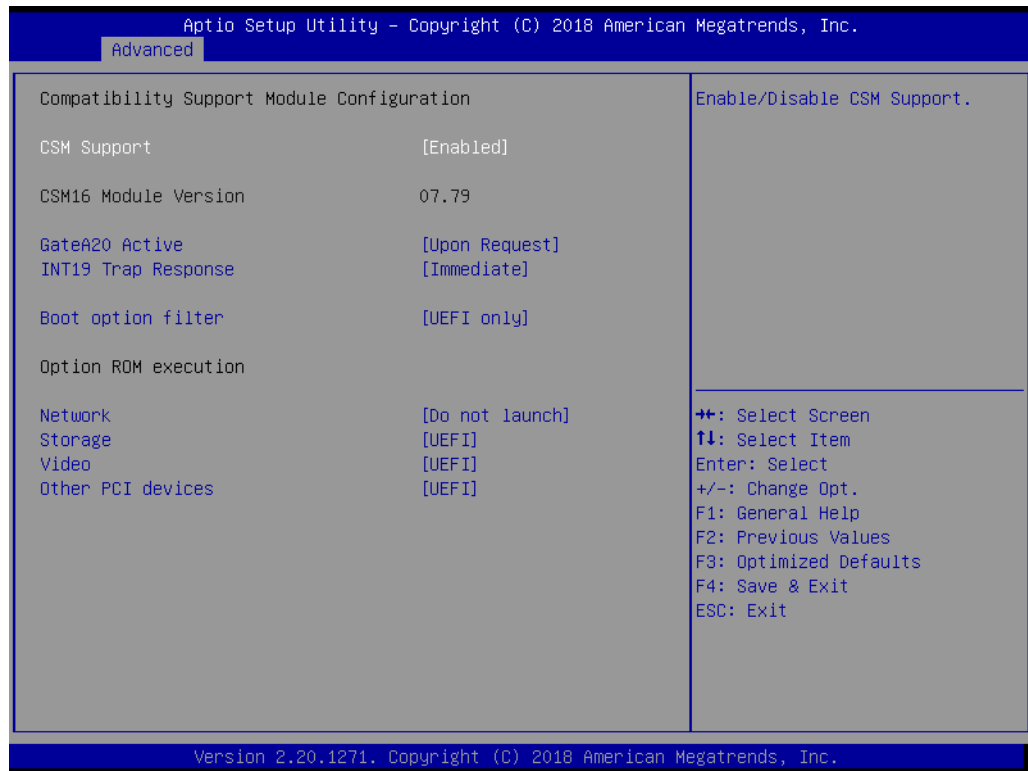 Aptio Setup Utility – Copyright (C) 2018 American Megatrends, Inc.
Advanced
Compatibility Support Module Configuration
CSM Support [Enabled]
CSM16 Module Version 07.79
GateA20 Active [Upon Request]
INT19 Trap Response [Immediate]
Boot option filter [UEFI only]
Option ROM execution
Network [Do not launch]
Storage [UEFI]
Video [UEFI]
Other PCI devices [UEFI]
Enable/Disable CSM Support.
→←: Select Screen
↑↓: Select Item
Enter: Select
+/-: Change Opt.
F1: General Help
F2: Previous Values
F3: Optimized Defaults
F4: Save & Exit
ESC: Exit
Version 2.20.1271. Copyright (C) 2018 American Megatrends, Inc.